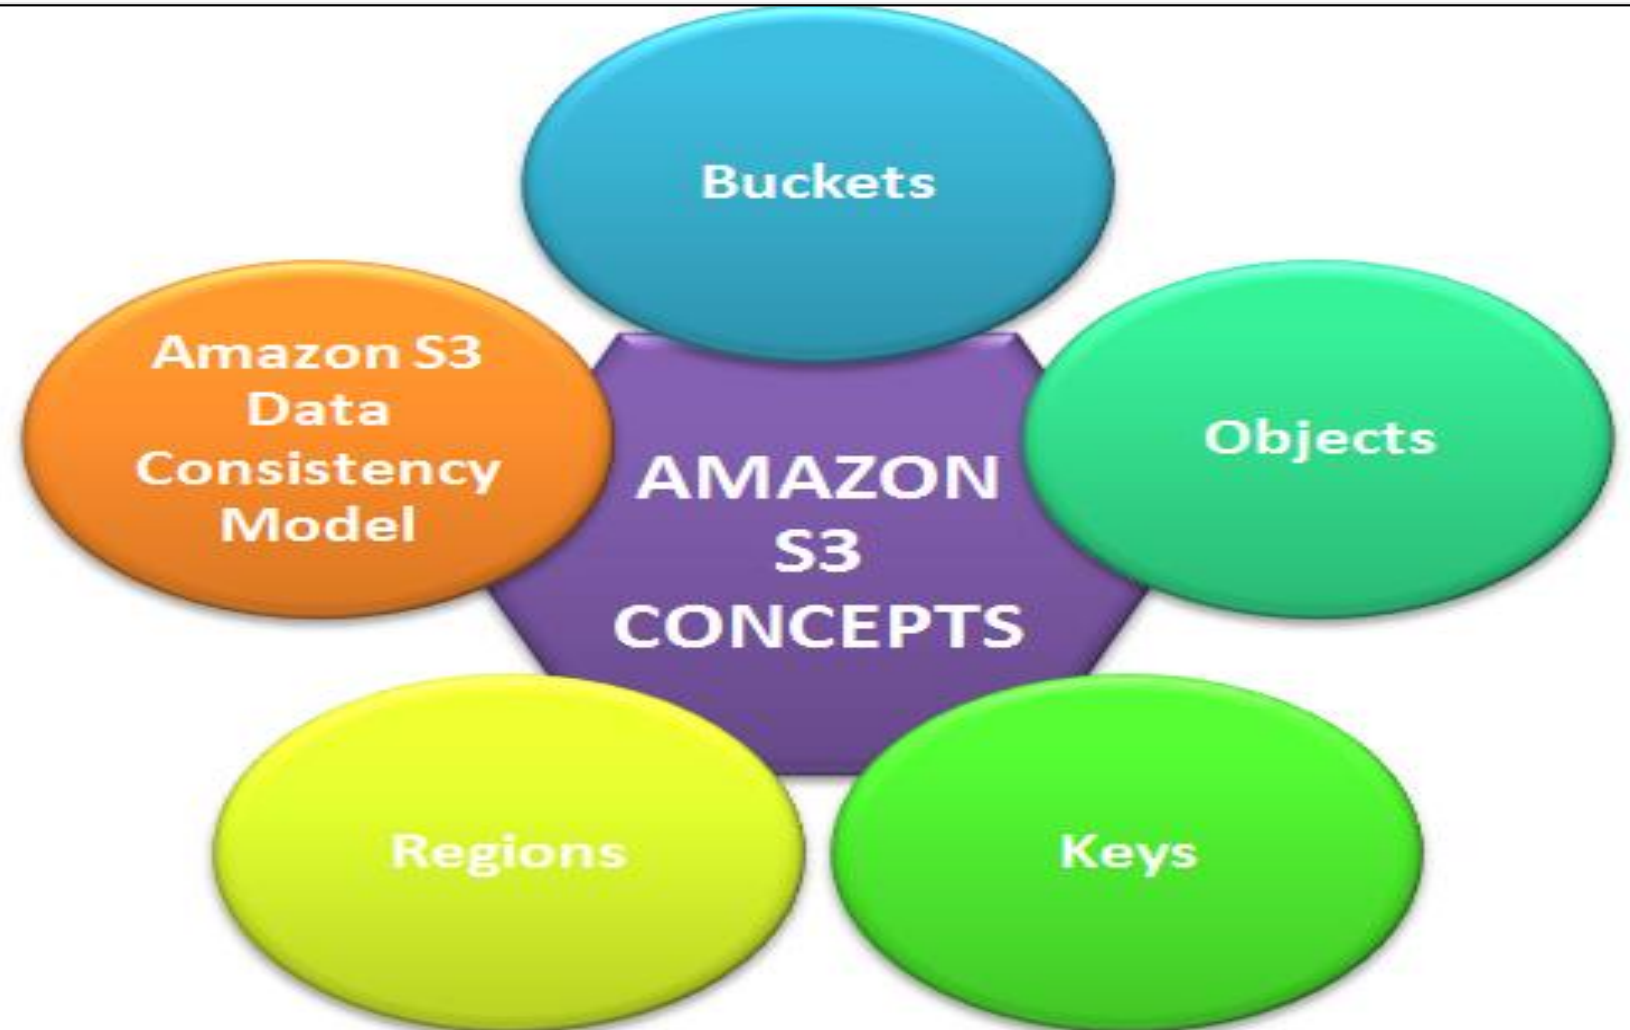 Buckets
Amazon S3
Data
Consistency
Model
Objects
AMAZON
S3
CONCEPTS
Regions
Keys